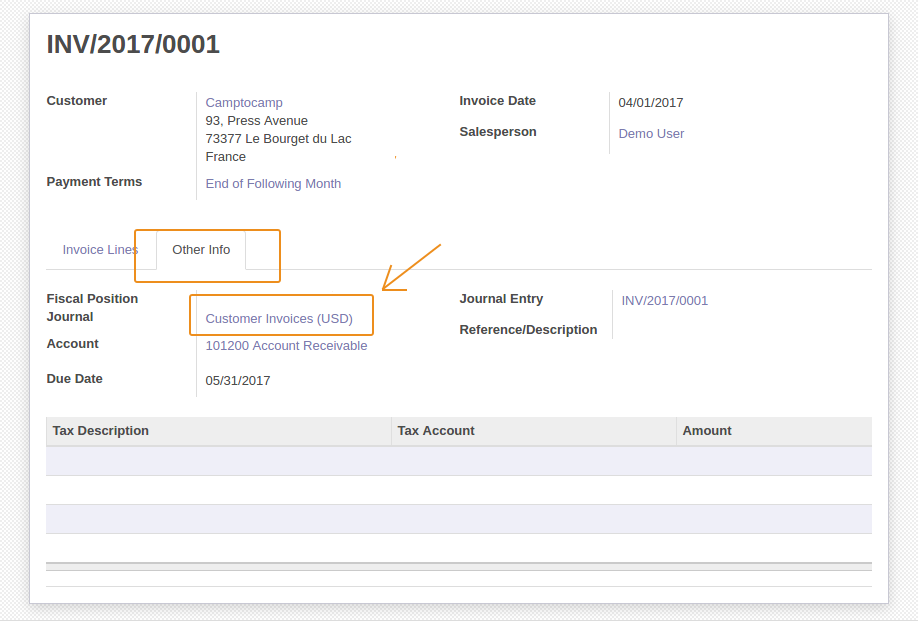 INV/2017/0001
Customer
Camptocamp
93, Press Avenue
73377 Le Bourget du Lac
France
Payment Terms
End of Following Month
Invoice Date
04/01/2017
Salesperson
Demo User
Invoice Lines
Other Info
Fiscal Position
Journal
Customer Invoices (USD)
Account
101200 Account Receivable
Due Date
05/31/2017
Journal Entry
INV/2017/0001
Reference/Description
Tax Description Tax Account Amount